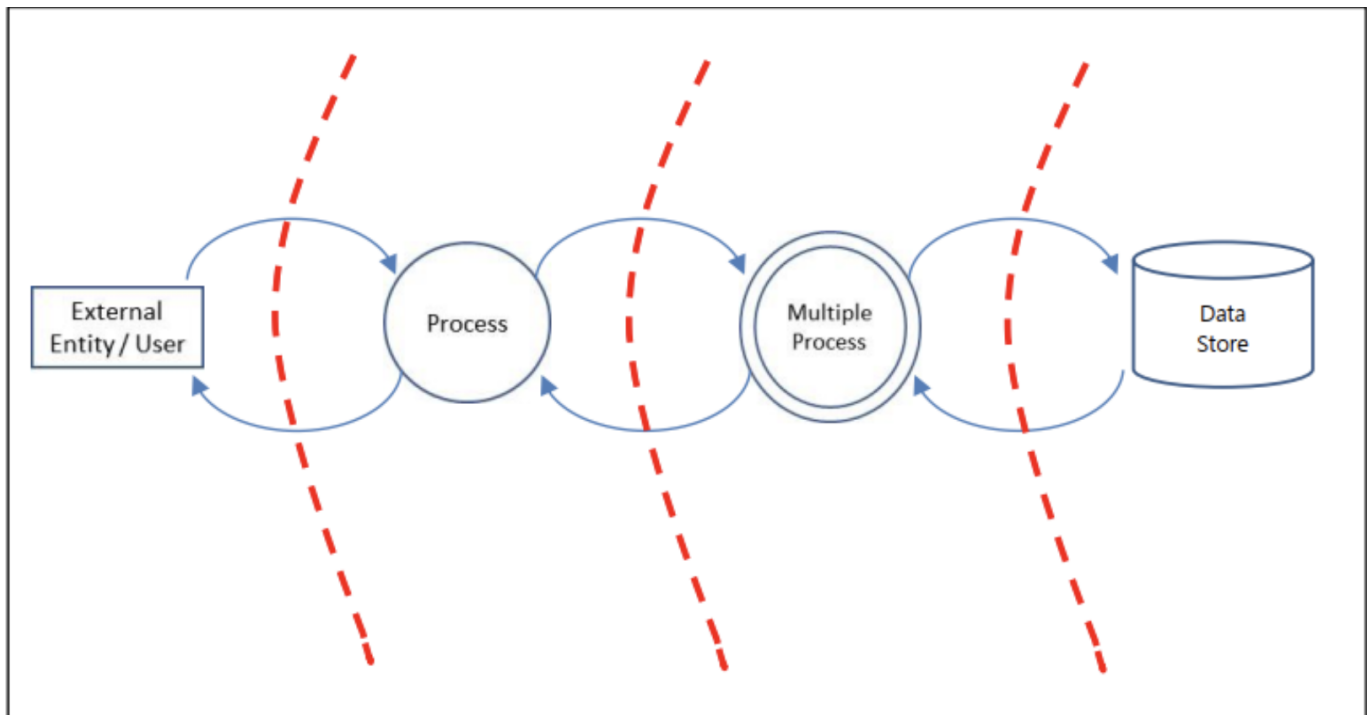 External
Entity / User
Process
Multiple
Process
Data
Store